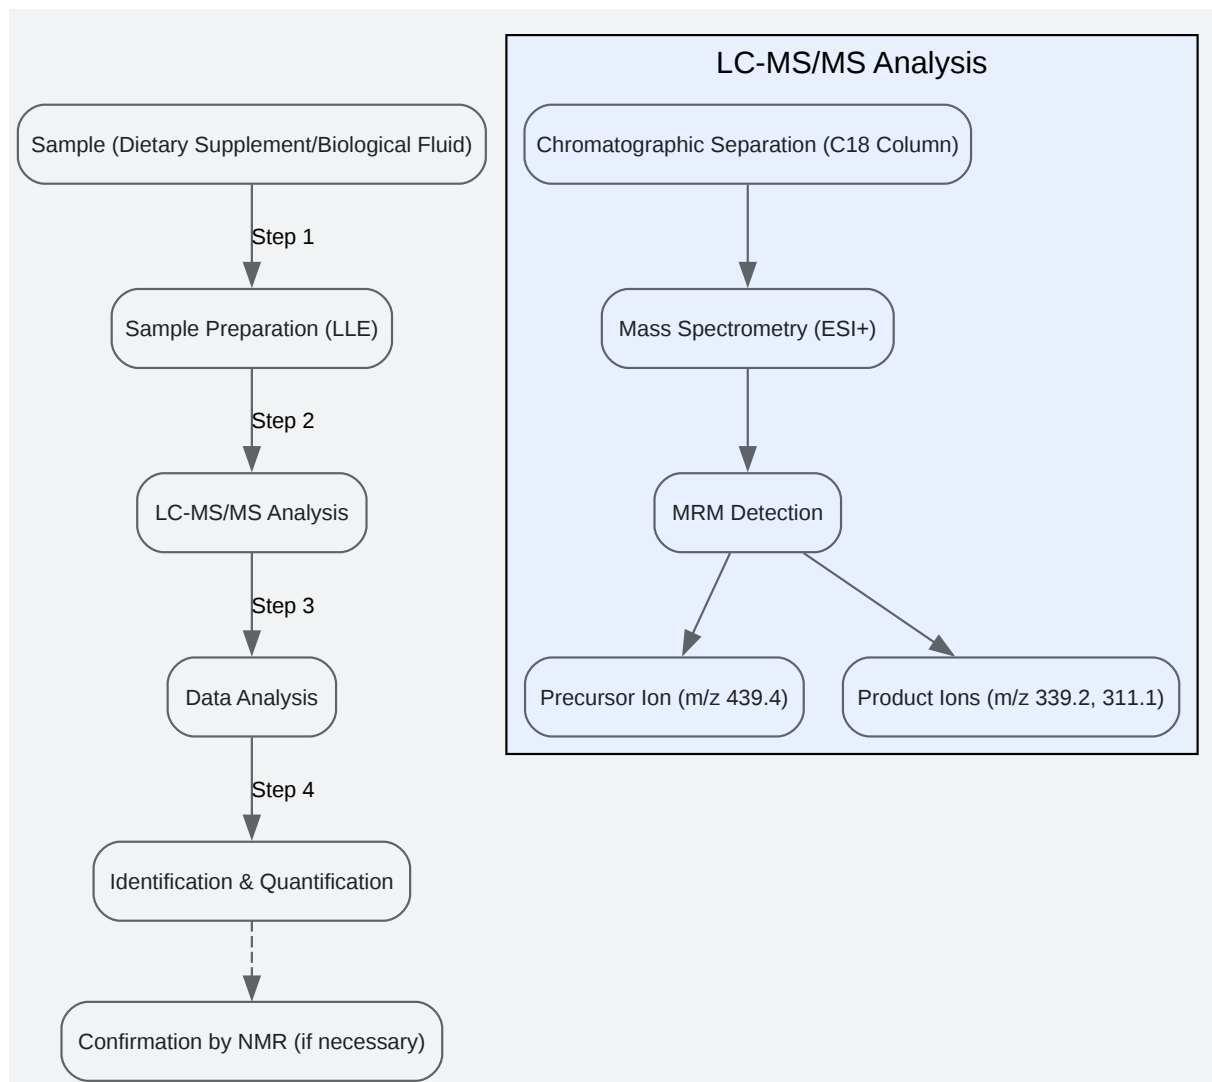 Sample (Dietary Supplement/Biological Fluid)
Step 1
Sample Preparation (LLE)
Step 2
LC-MS/MS Analysis
Step 3
Data Analysis
Step 4
Identification & Quantification
Confirmation by NMR (if necessary)
LC-MS/MS Analysis
Chromatographic Separation (C18 Column)
Mass Spectrometry (ESI+)
MRM Detection
Precursor Ion (m/z 439.4)
Product Ions (m/z 339.2, 311.1)